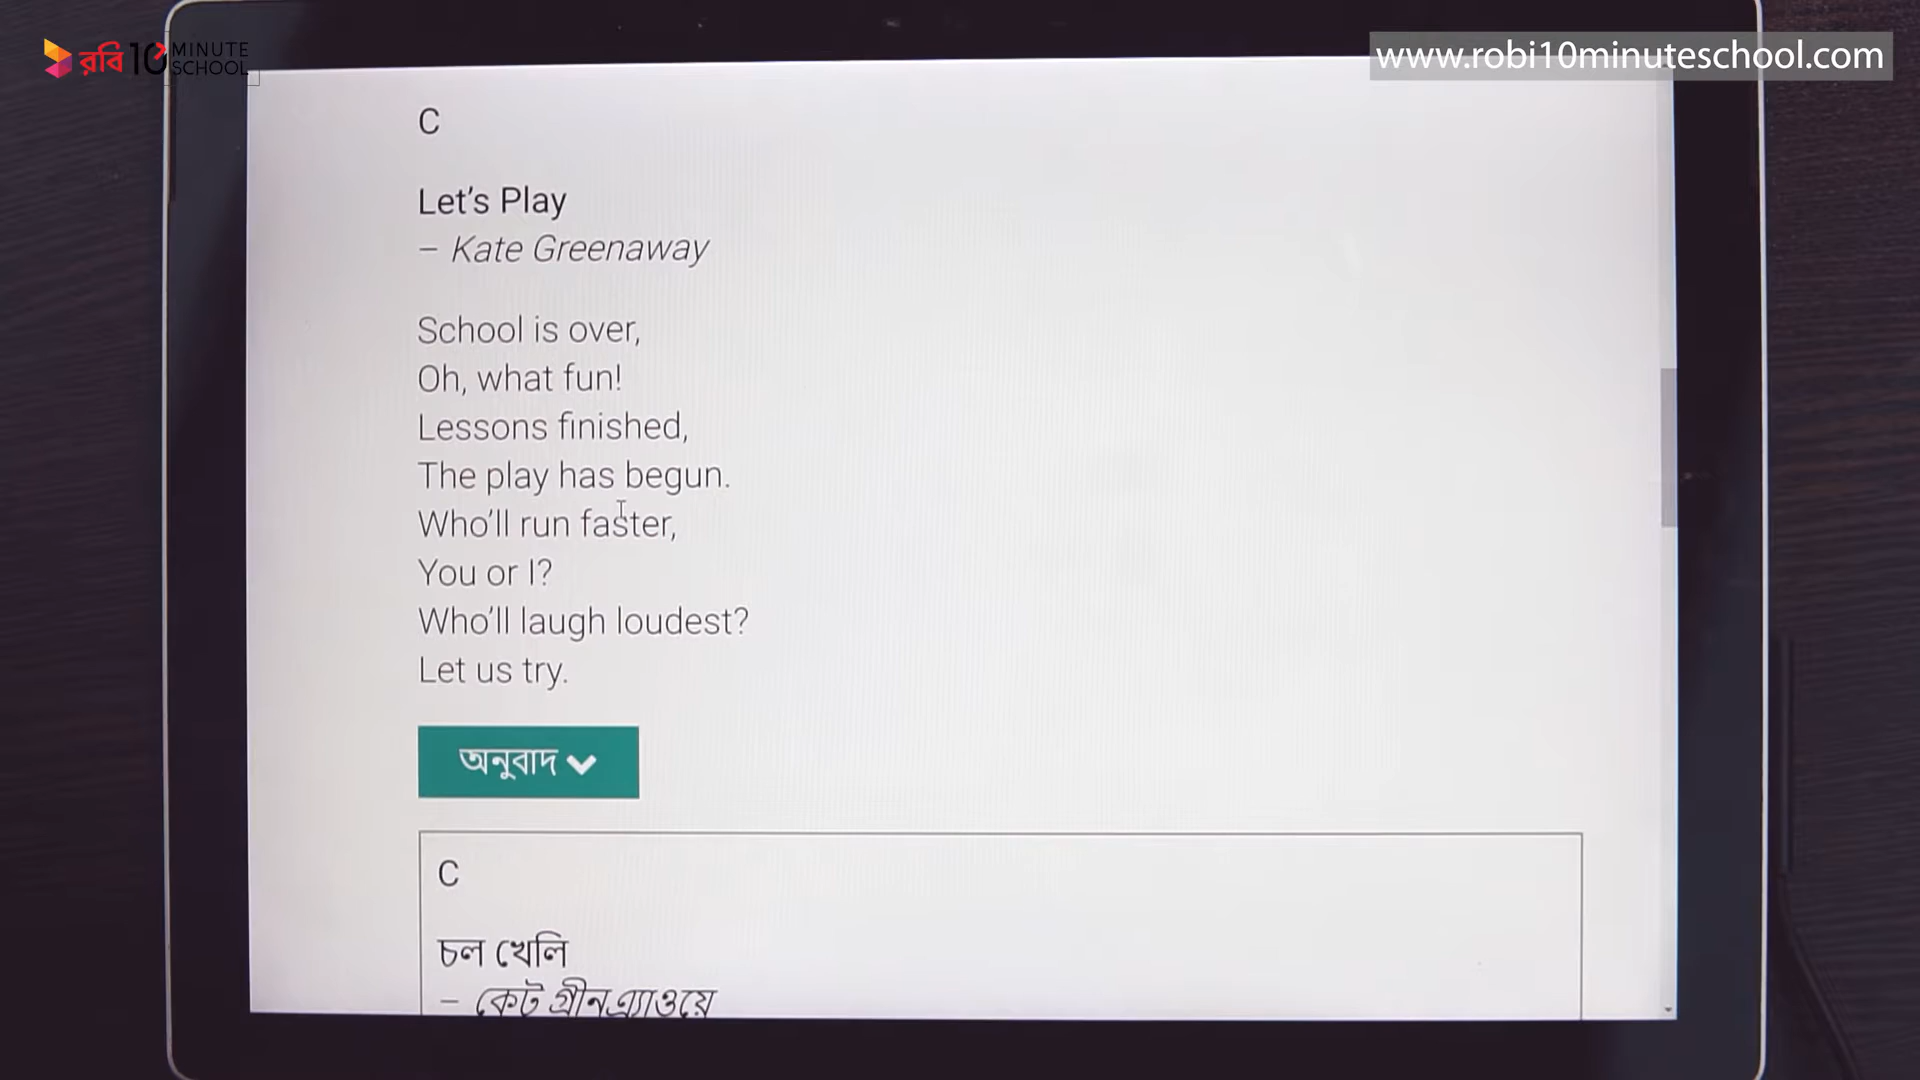 রবি 10 MINUTE SCHOOL
www.robi10minuteschool.com
C
Let's Play
– Kate Greenaway
School is over,
Oh, what fun!
Lessons finished,
The play has begun.
Who'll run faster,
You or I?
Who'll laugh loudest?
Let us try.
অনুবাদ
C
চল খেলি
– কেট গ্রীনএ্যাওয়ে